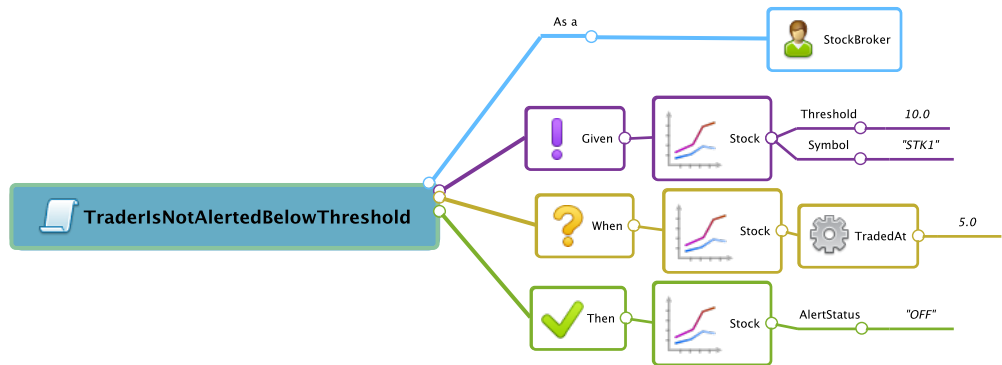 As a
StockBroker
Threshold 10.0
Given Stock
Symbol "STK1"
TraderIsNotAlertedBelowThreshold
When Stock TradedAt 5.0
Then Stock AlertStatus "OFF"